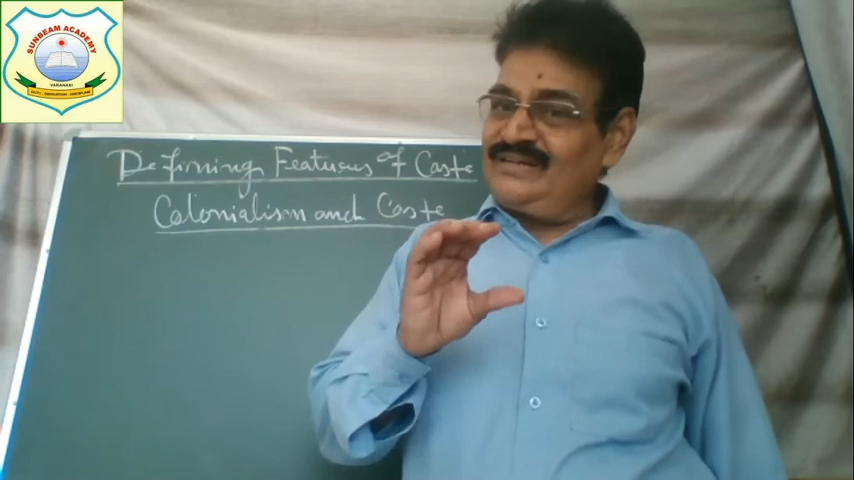 SUNBEAM ACADEMY
VARANASI
Defining Features of Caste
Colonialism and Caste